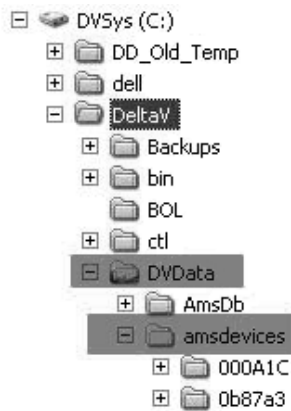 DVSys (C:)
DD_Old_Temp
dell
DeltaV
Backups
bin
BOL
ctl
DVData
AmsDb
amsdevices
000A1C
0b87a3